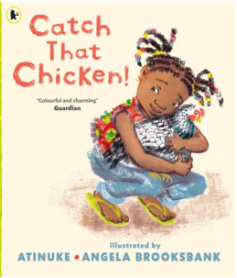 Catch
That
Chicken!
"Colourful and charming"
Guardian
illustrated by
ATINUKE • ANGELA BROOKSBANK